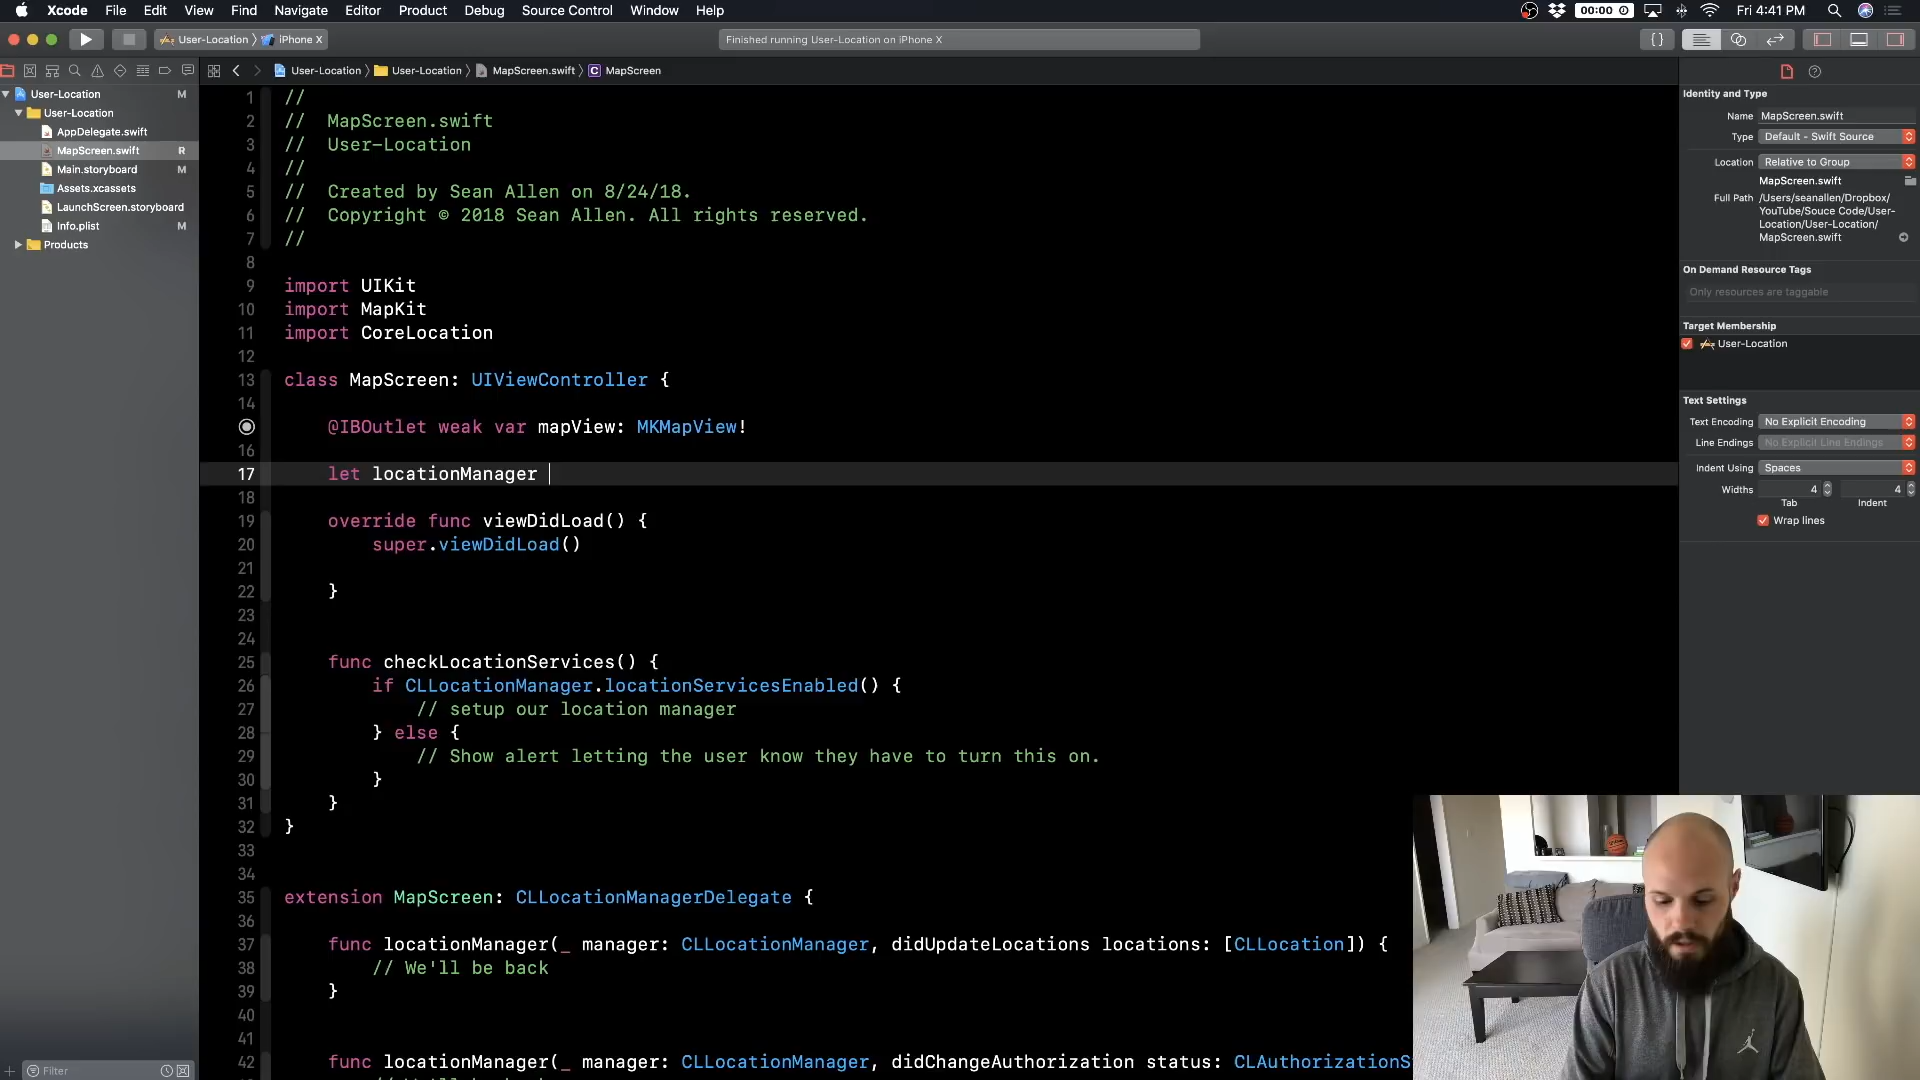 Xcode File Edit View Find Navigate Editor Product Debug Source Control Window Help
00:00 Fri 4:41 PM
User-Location iPhone X
Finished running User-Location on iPhone X
User-Location User-Location MapScreen.swift C MapScreen
User-Location M
User-Location
AppDelegate.swift
MapScreen.swift R
Main.storyboard M
Assets.xcassets
LaunchScreen.storyboard
Info.plist M
Products
Filter
1 //
2 // MapScreen.swift
3 // User-Location
4 //
5 // Created by Sean Allen on 8/24/18.
6 // Copyright © 2018 Sean Allen. All rights reserved.
7 //
8
9 import UIKit
10 import MapKit
11 import CoreLocation
12
13 class MapScreen: UIViewController {
14
@IBOutlet weak var mapView: MKMapView!
16
17 let locationManager
18
19 override func viewDidLoad() {
20 super.viewDidLoad()
21
22 }
23
24
25 func checkLocationServices() {
26 if CLLocationManager.locationServicesEnabled() {
27 // setup our location manager
28 } else {
29 // Show alert letting the user know they have to turn this on.
30 }
31 }
32 }
33
34
35 extension MapScreen: CLLocationManagerDelegate {
36
37 func locationManager(_ manager: CLLocationManager, didUpdateLocations locations: [CLLocation]) {
38 // We'll be back
39 }
40
41
42 func locationManager(_ manager: CLLocationManager, didChangeAuthorization status: CLAuthorizationS
Identity and Type
Name MapScreen.swift
Type Default - Swift Source
Location Relative to Group
MapScreen.swift
Full Path /Users/seanallen/Dropbox/
YouTube/Souce Code/User-
Location/User-Location/
MapScreen.swift
On Demand Resource Tags
Only resources are taggable
Target Membership
User-Location
Text Settings
Text Encoding No Explicit Encoding
Line Endings No Explicit Line Endings
Indent Using Spaces
Widths 4 4
Tab Indent
Wrap lines